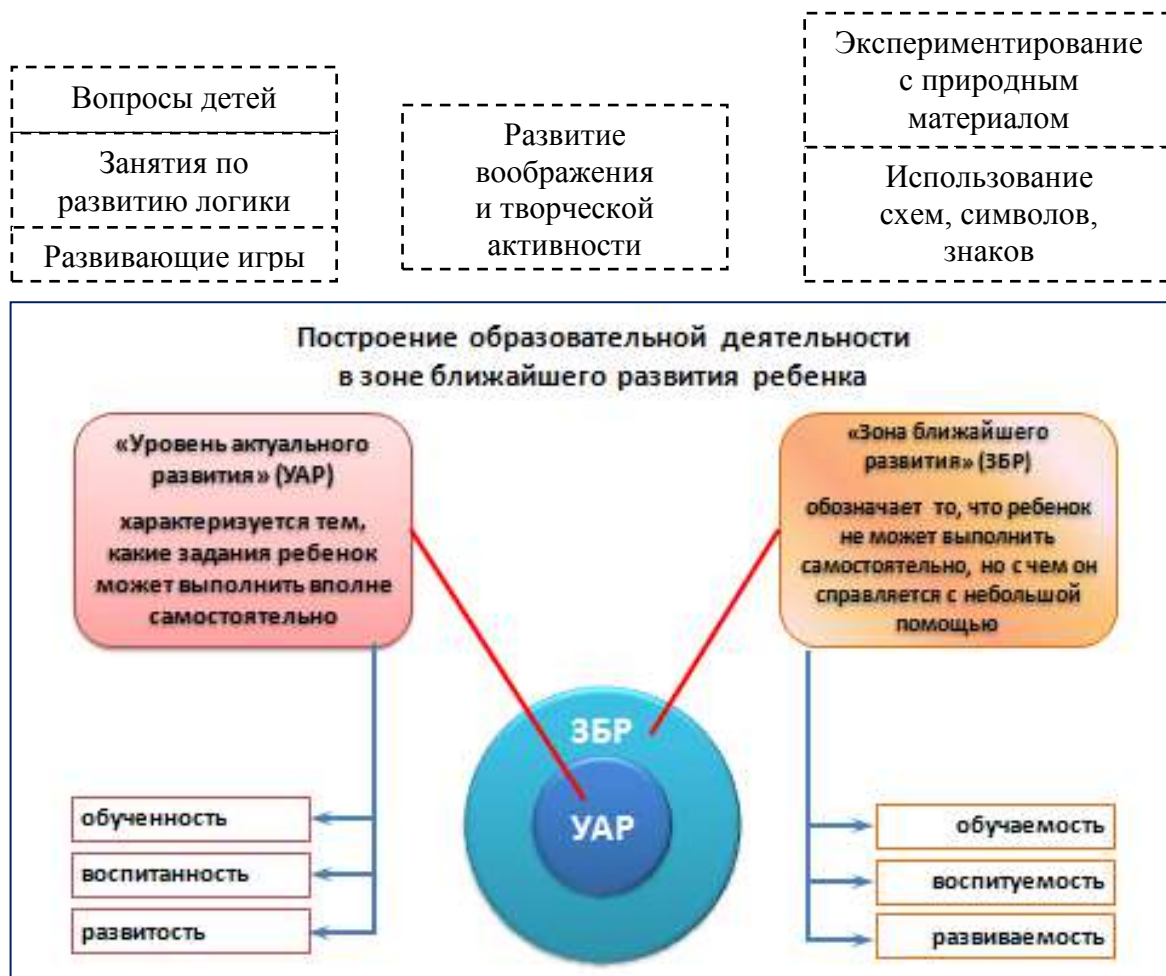 Вопросы детей
Занятия по
развитию логики
Развивающие игры
Развитие
воображения
и творческой
активности
Экспериментирование
с природным
материалом
Использование
схем, символов,
знаков
Построение образовательной деятельности
в зоне ближайшего развития ребенка
«Уровень актуального
развития» (УАР)
характеризуется тем,
какие задания ребенок
может выполнить вполне
самостоятельно
«Зона ближайшего
развития» (ЗБР)
обозначает то, что ребенок
не может выполнить
самостоятельно, но с чем он
справляется с небольшой
помощью
ЗБР
УАР
обученность
воспитанность
развитость
обучаемость
воспитуемость
развиваемость